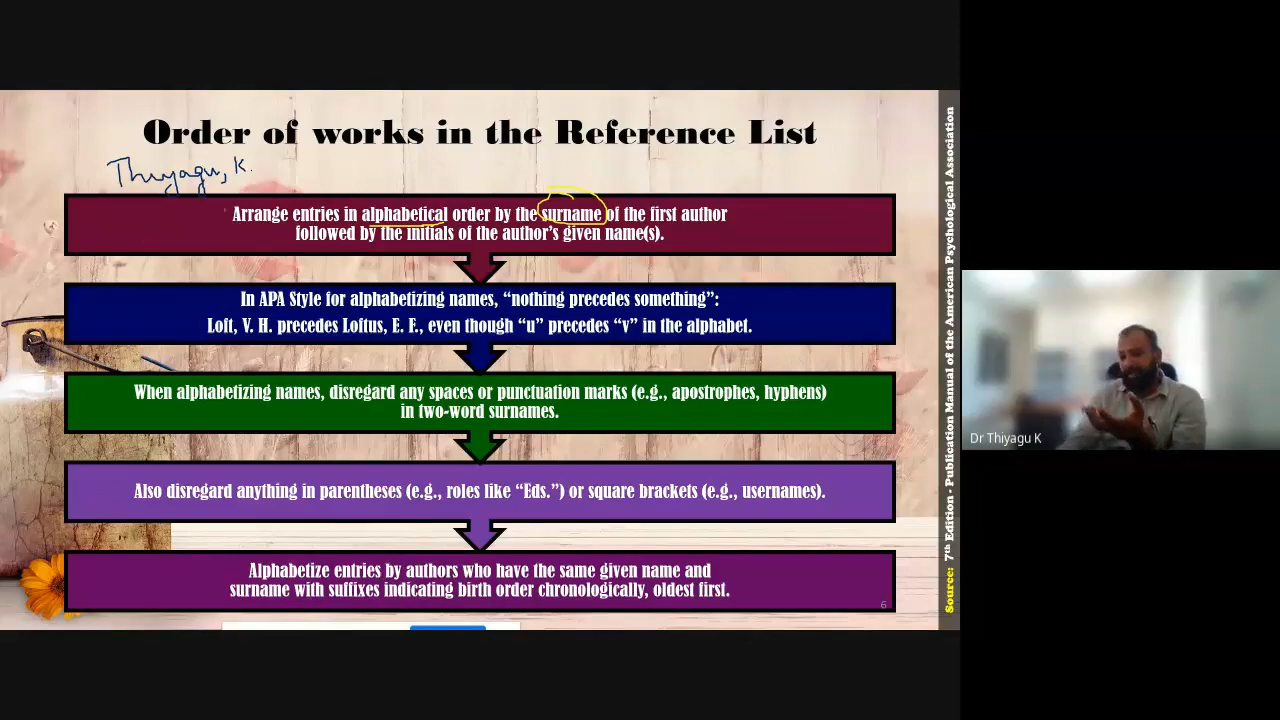 Order of works in the Reference List
Thiyagu, K.
Arrange entries in alphabetical order by the surname of the first author
followed by the initials of the author's given name(s).
In APA Style for alphabetizing names, “nothing precedes something”:
Loft, V. H. precedes Loftus, E. F., even though “u” precedes “v” in the alphabet.
When alphabetizing names, disregard any spaces or punctuation marks (e.g., apostrophes, hyphens)
in two-word surnames.
Also disregard anything in parentheses (e.g., roles like “Eds.”) or square brackets (e.g., usernames).
Alphabetize entries by authors who have the same given name and
surname with suffixes indicating birth order chronologically, oldest first.
6
Source: 7th Edition - Publication Manual of the American Psychological Association
Dr Thiyagu K